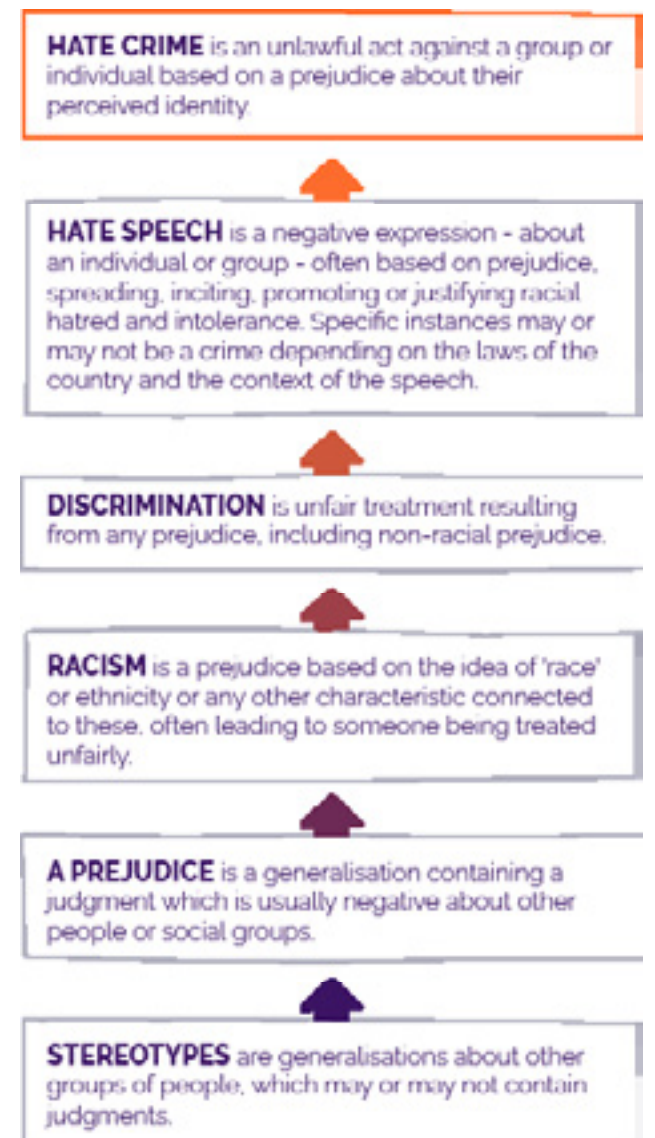 HATE CRIME is an unlawful act against a group or
individual based on a prejudice about their
perceived identity.
HATE SPEECH is a negative expression - about
an individual or group - often based on prejudice,
spreading, inciting, promoting or justifying racial
hatred and intolerance. Specific instances may or
may not be a crime depending on the laws of the
country and the context of the speech.
DISCRIMINATION is unfair treatment resulting
from any prejudice, including non-racial prejudice.
RACISM is a prejudice based on the idea of 'race'
or ethnicity or any other characteristic connected
to these, often leading to someone being treated
unfairly.
A PREJUDICE is a generalisation containing a
judgment which is usually negative about other
people or social groups.
STEREOTYPES are generalisations about other
groups of people, which may or may not contain
judgments.